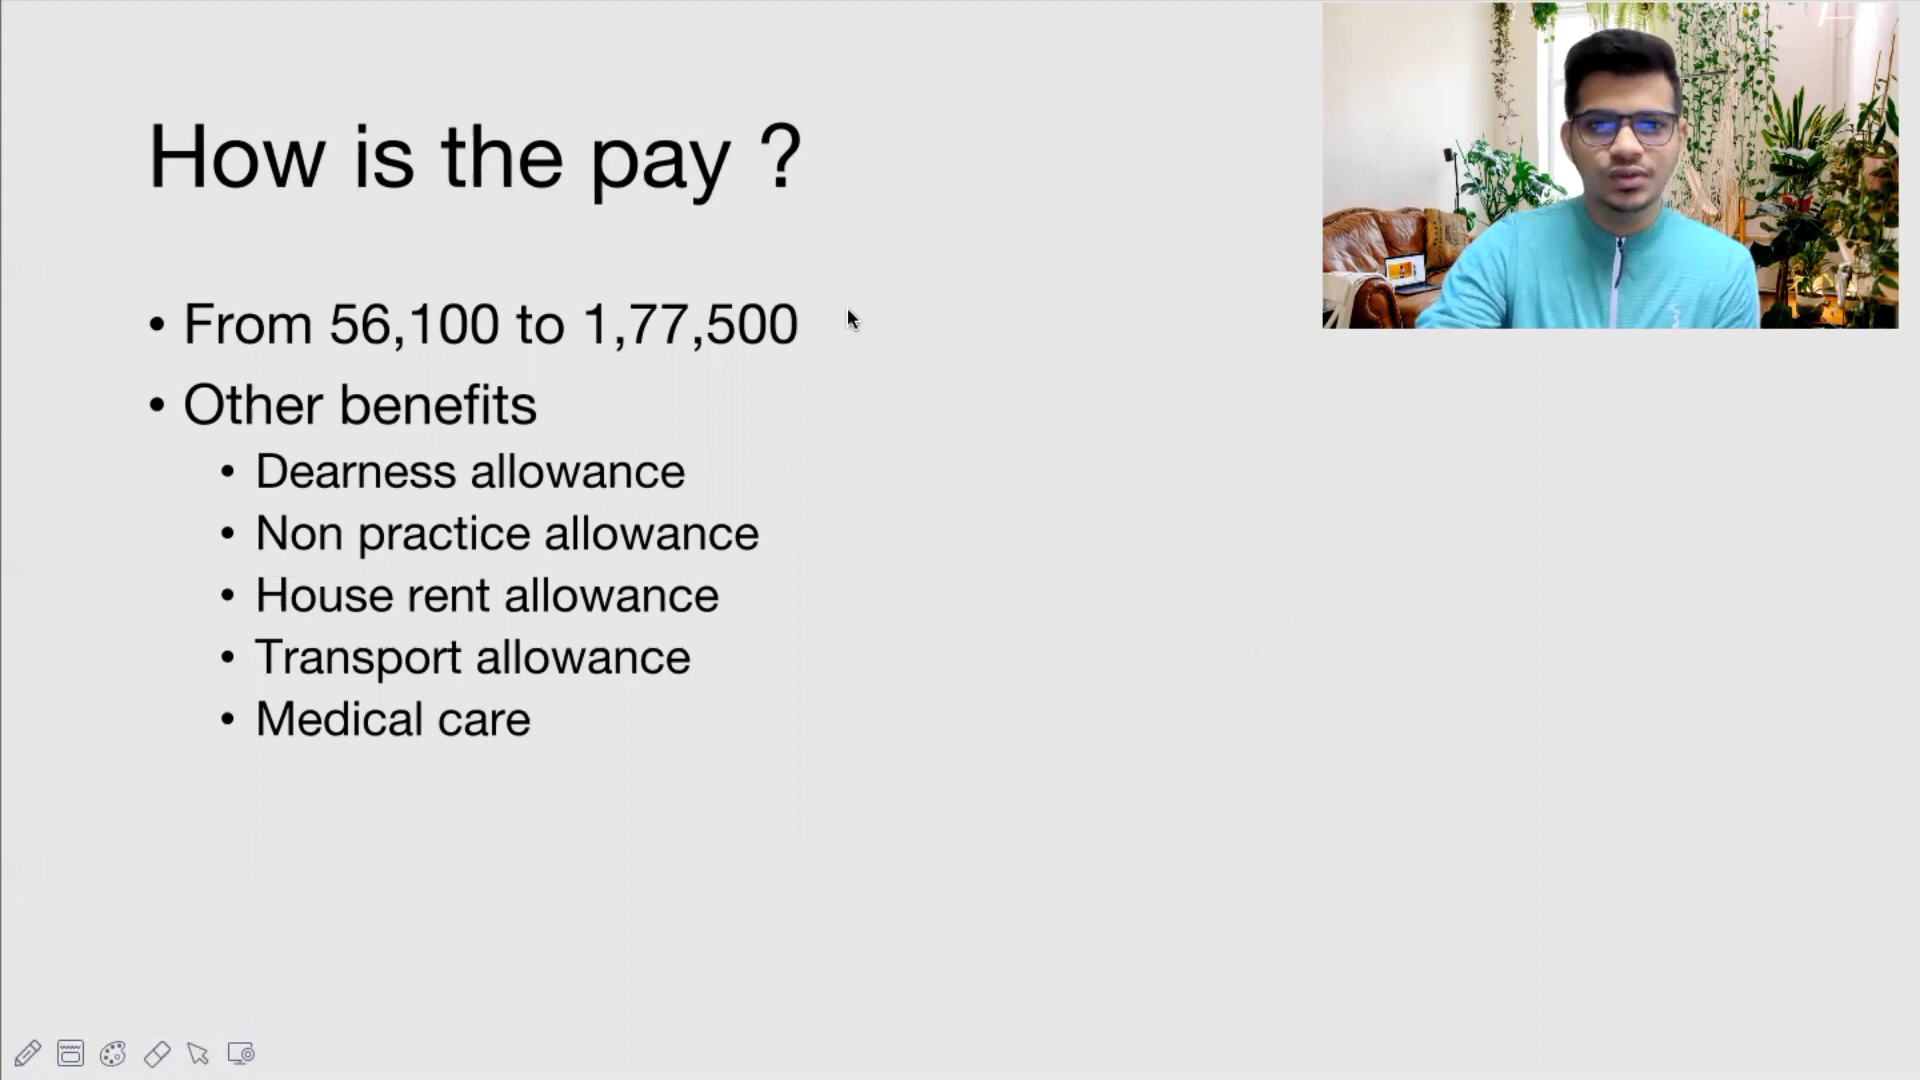 How is the pay ?
• From 56,100 to 1,77,500
• Other benefits
• Dearness allowance
• Non practice allowance
• House rent allowance
• Transport allowance
• Medical care